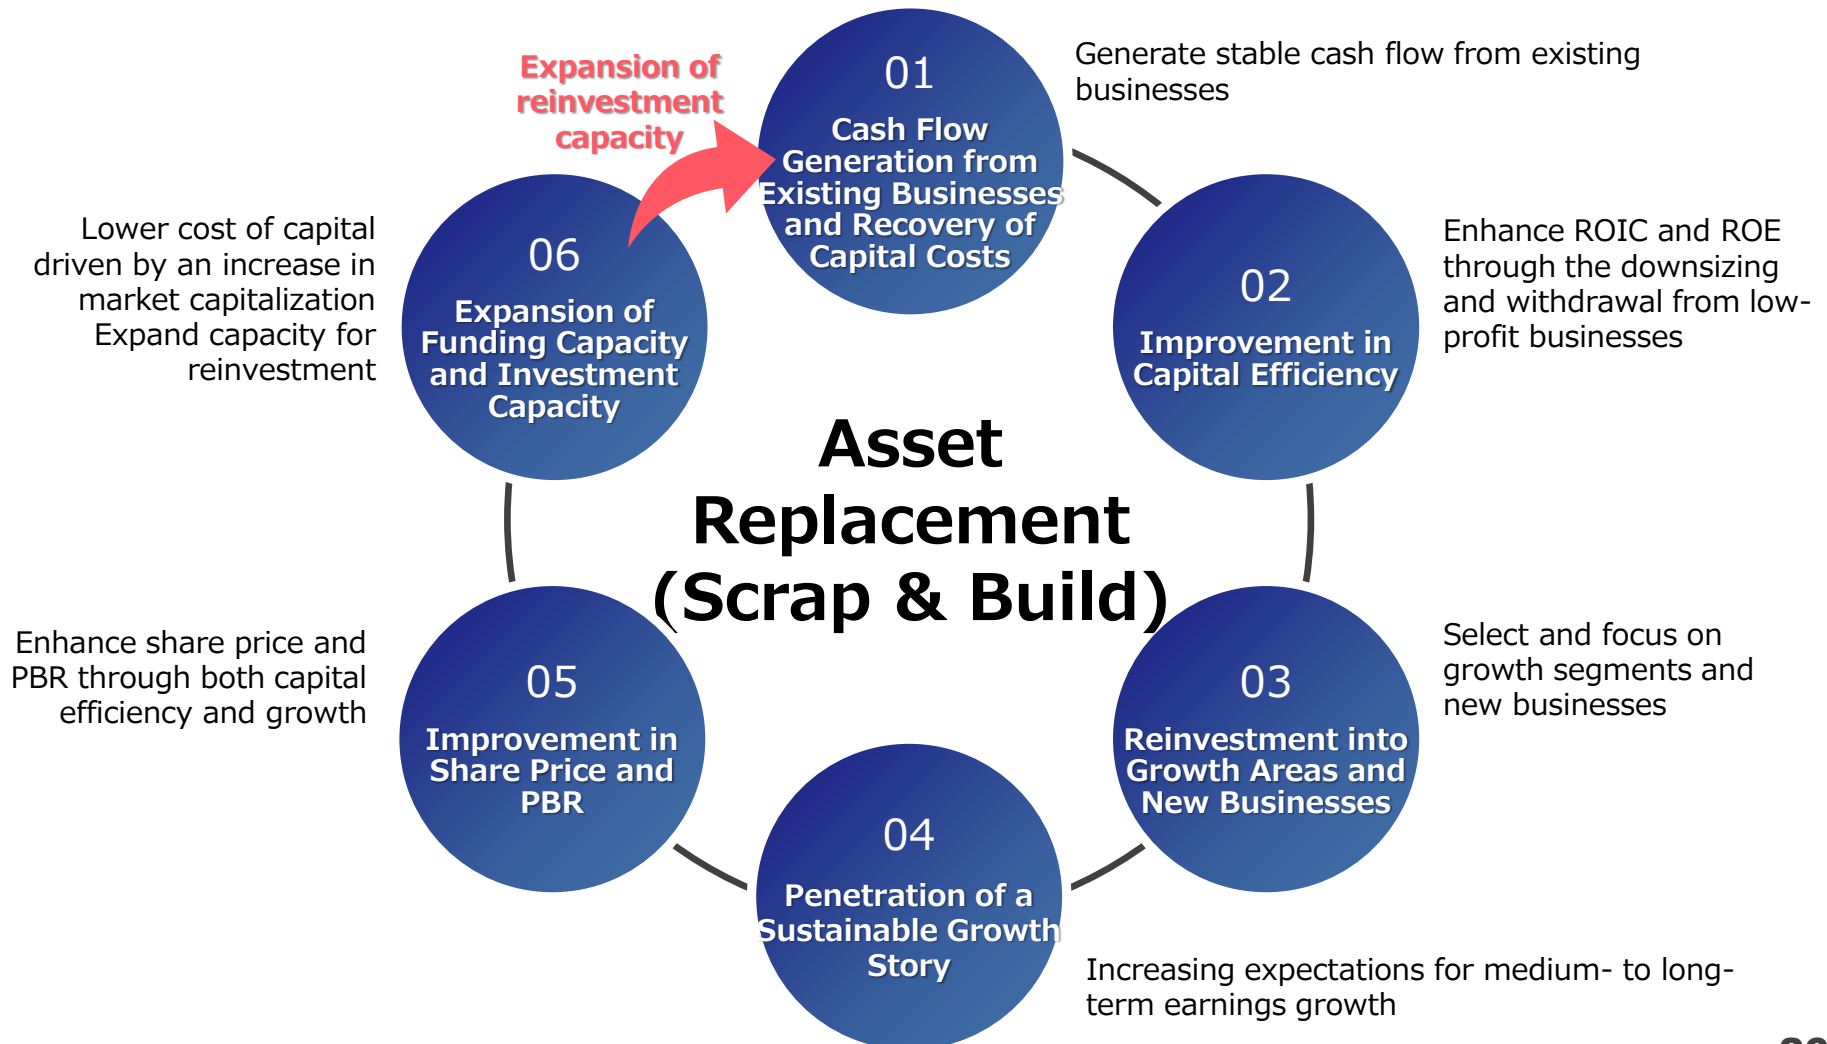 Expansion of
reinvestment
capacity
01
Cash Flow
Generation from
Existing Businesses
and Recovery of
Capital Costs
Generate stable cash flow from existing
businesses
02
Improvement in
Capital Efficiency
Enhance ROIC and ROE
through the downsizing
and withdrawal from low-
profit businesses
Asset
Replacement
(Scrap & Build)
03
Reinvestment into
Growth Areas and
New Businesses
Select and focus on
growth segments and
new businesses
04
Penetration of a
Sustainable Growth
Story
Increasing expectations for medium- to long-
term earnings growth
05
Improvement in
Share Price and
PBR
Enhance share price and
PBR through both capital
efficiency and growth
06
Expansion of
Funding Capacity
and Investment
Capacity
Lower cost of capital
driven by an increase in
market capitalization
Expand capacity for
reinvestment